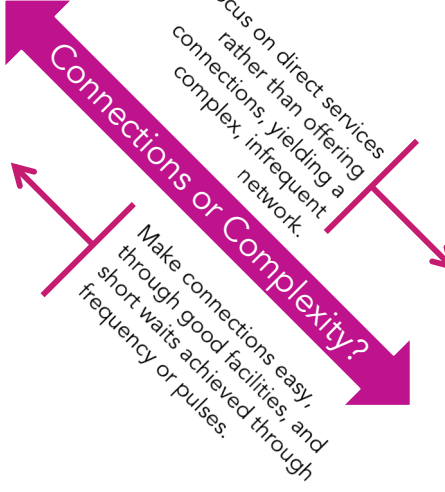 on direct services
rather than offering
connections, yielding a
complex, infrequent
network.
Connections or Complexity?
Make connections easy,
through good facilities, and
short waits achieved through
frequency or pulses.